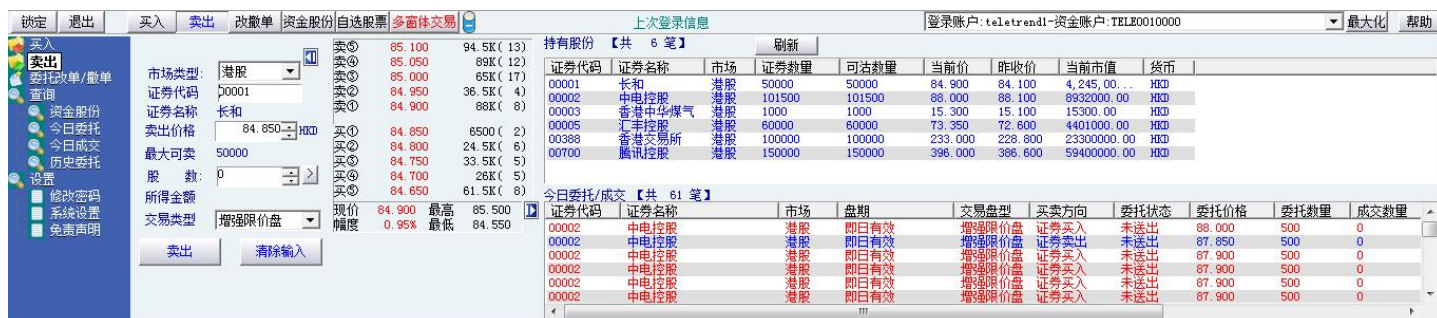 锁定 退出 买入 卖出 改撤单 资金股份 自选股票 多窗体交易 上次登录信息 登录账户:teletrend1-资金账户:TELE0010000 最大化 帮助
买入
卖出
委托改单/撤单
查询
资金股份
今日委托
今日成交
历史委托
设置
修改密码
系统设置
免责声明
市场类型: 港股
证券代码 00001
证券名称 长和
卖出价格 84.850 HKD
最大可卖 50000
股 数: 0
所得金额
交易类型 增强限价盘
卖出 清除输入
卖⑤ 85.100 94.5K( 13)
卖④ 85.050 89K( 12)
卖③ 85.000 65K( 17)
卖② 84.950 36.5K( 4)
卖① 84.900 88K( 8)
买① 84.850 6500( 2)
买② 84.800 24.5K( 6)
买③ 84.750 33.5K( 5)
买④ 84.700 26K( 5)
买⑤ 84.650 61.5K( 8)
现价 84.900 最高 85.500
幅度 0.95% 最低 84.550
持有股份 【共 6 笔】 刷新
证券代码 证券名称 市场 证券数量 可沽数量 当前价 昨收价 当前市值 货币
00001 长和 港股 50000 50000 84.900 84.100 4,245,00... HKD
00002 中电控股 港股 101500 101500 88.000 88.100 8932000.00 HKD
00003 香港中华煤气 港股 1000 1000 15.300 15.100 15300.00 HKD
00005 汇丰控股 港股 60000 60000 73.350 72.600 4401000.00 HKD
00388 香港交易所 港股 100000 100000 233.000 228.800 23300000.00 HKD
00700 腾讯控股 港股 150000 150000 396.000 386.600 59400000.00 HKD
今日委托/成交 【共 61 笔】
证券代码 证券名称 市场 盘期 交易盘型 买卖方向 委托状态 委托价格 委托数量 成交数量
00002 中电控股 港股 即日有效 增强限价盘 证券买入 未送出 88.000 500 0
00002 中电控股 港股 即日有效 增强限价盘 证券卖出 未送出 87.850 500 0
00002 中电控股 港股 即日有效 增强限价盘 证券买入 未送出 87.900 500 0
00002 中电控股 港股 即日有效 增强限价盘 证券买入 未送出 87.900 500 0
00002 中电控股 港股 即日有效 增强限价盘 证券买入 未送出 87.900 500 0